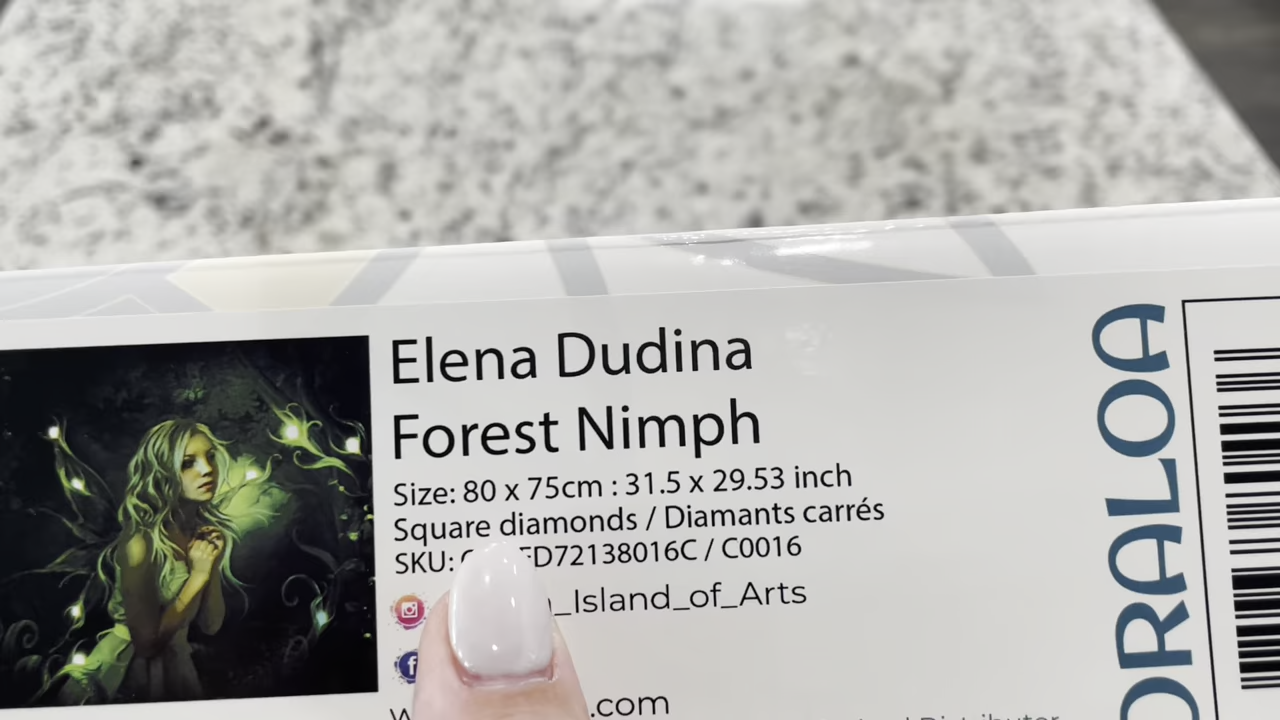 Elena Dudina
Forest Nimph
Size: 80 x 75cm : 31.5 x 29.53 inch
Square diamonds / Diamants carrés
SKU: D72138016C / C0016
_Island_of_Arts
.com
ORALOA